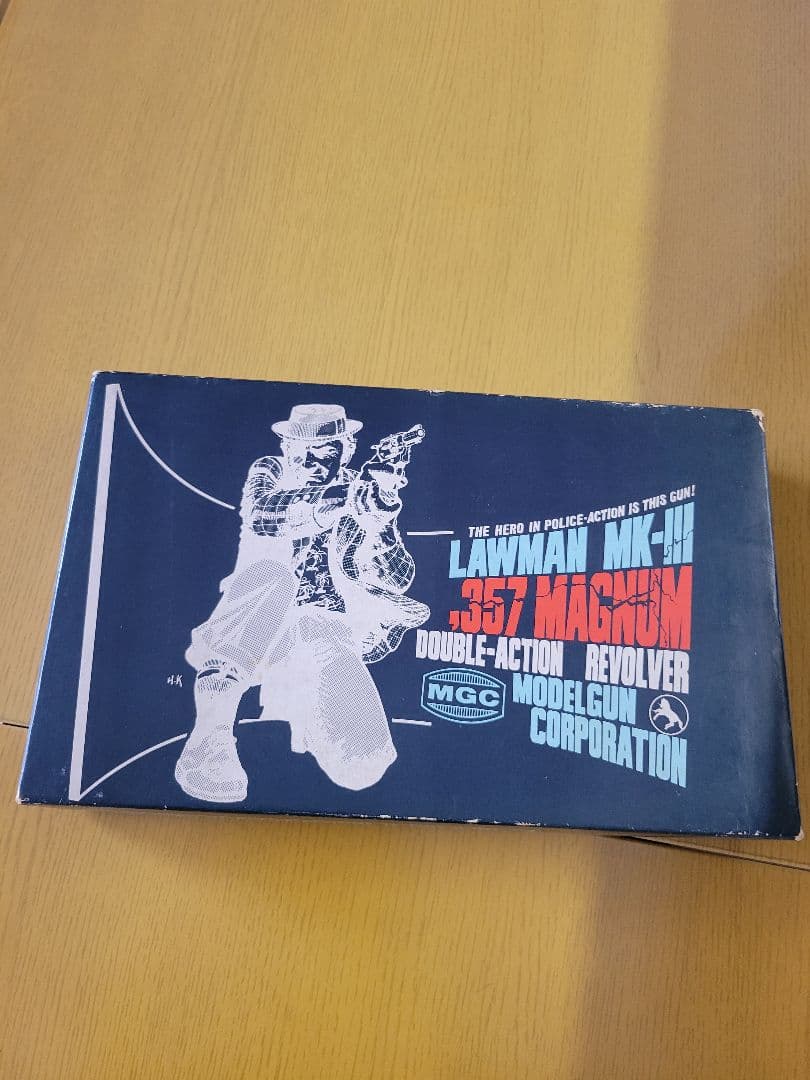 THE HERO IN POLICE-ACTION IS THIS GUN!
LAWMAN MK-III
.357 MAGNUM
DOUBLE-ACTION REVOLVER
MGC
MODELGUN
CORPORATION
H.K